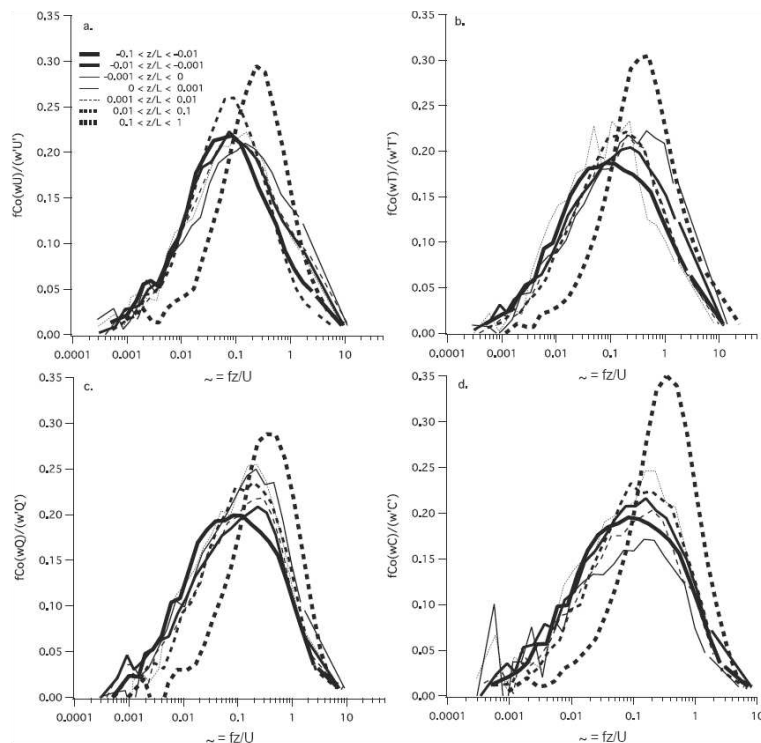 a.
0.35
0.30
0.25
0.20
0.15
0.10
0.05
0.00
fCo(wU)/(w'U')
-0.1 < z/L < -0.01
-0.01 < z/L < -0.001
-0.001 < z/L < 0
0 < z/L < 0.001
0.001 < z/L < 0.01
0.01 < z/L < 0.1
0.1 < z/L < 1
0.0001 0.001 0.01 0.1 1 10
~ = fz/U
b.
0.35
0.30
0.25
0.20
0.15
0.10
0.05
0.00
fCo(wT)/(w'T')
0.0001 0.001 0.01 0.1 1 10
~ = fz/U
c.
0.35
0.30
0.25
0.20
0.15
0.10
0.05
0.00
fCo(wQ)/(w'Q')
0.0001 0.001 0.01 0.1 1 10
~ = fz/U
d.
0.35
0.30
0.25
0.20
0.15
0.10
0.05
0.00
fCo(wC)/(w'C')
0.0001 0.001 0.01 0.1 1 10
~ = fz/U